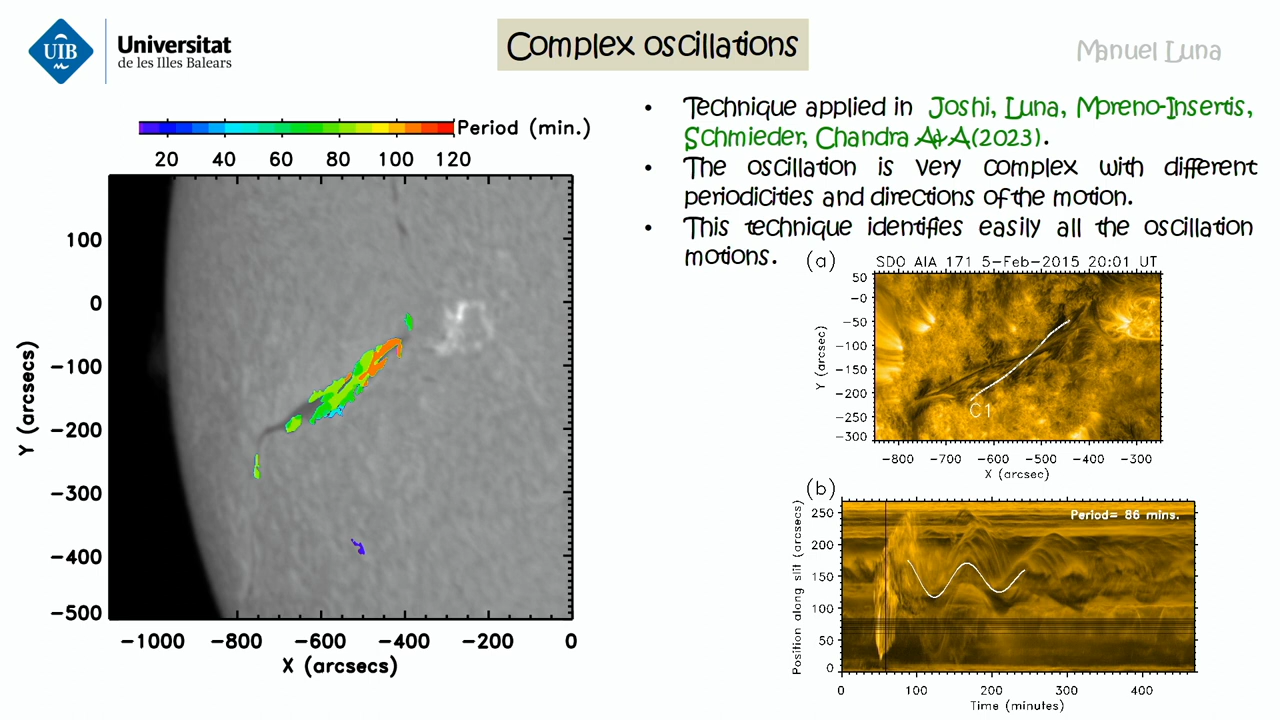 UIB
Universitat
de les Illes Balears
Complex oscillations
Manuel Luna
Period (min.)
20 40 60 80 100 120
100
0
-100
-200
-300
-400
-500
Y (arcsecs)
-1000 -800 -600 -400 -200 0
X (arcsecs)
• Technique applied in Joshi, Luna, Moreno-Insertis,
Schmieder, Chandra A&A(2023).
• The oscillation is very complex with different
periodicities and directions of the motion.
• This technique identifies easily all the oscillation
motions.
(a)
SDO AIA 171 5-Feb-2015 20:01 UT
50
-0
-50
-100
-150
-200
-250
-300
Y (arcsec)
C1
-800 -700 -600 -500 -400 -300
X (arcsec)
(b)
Period= 86 mins.
250
200
150
100
50
0
Position along slit (arcsecs)
0 100 200 300 400
Time (minutes)